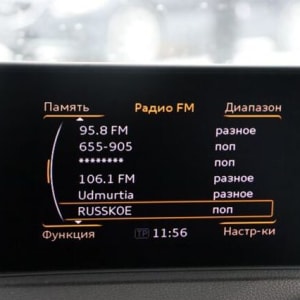 Память Радио FM Диапазон
95.8 FM разное
655-905 поп
******** поп
106.1 FM разное
Udmurtia разное
RUSSKOE поп
Функция TP 11:56 Настр-ки